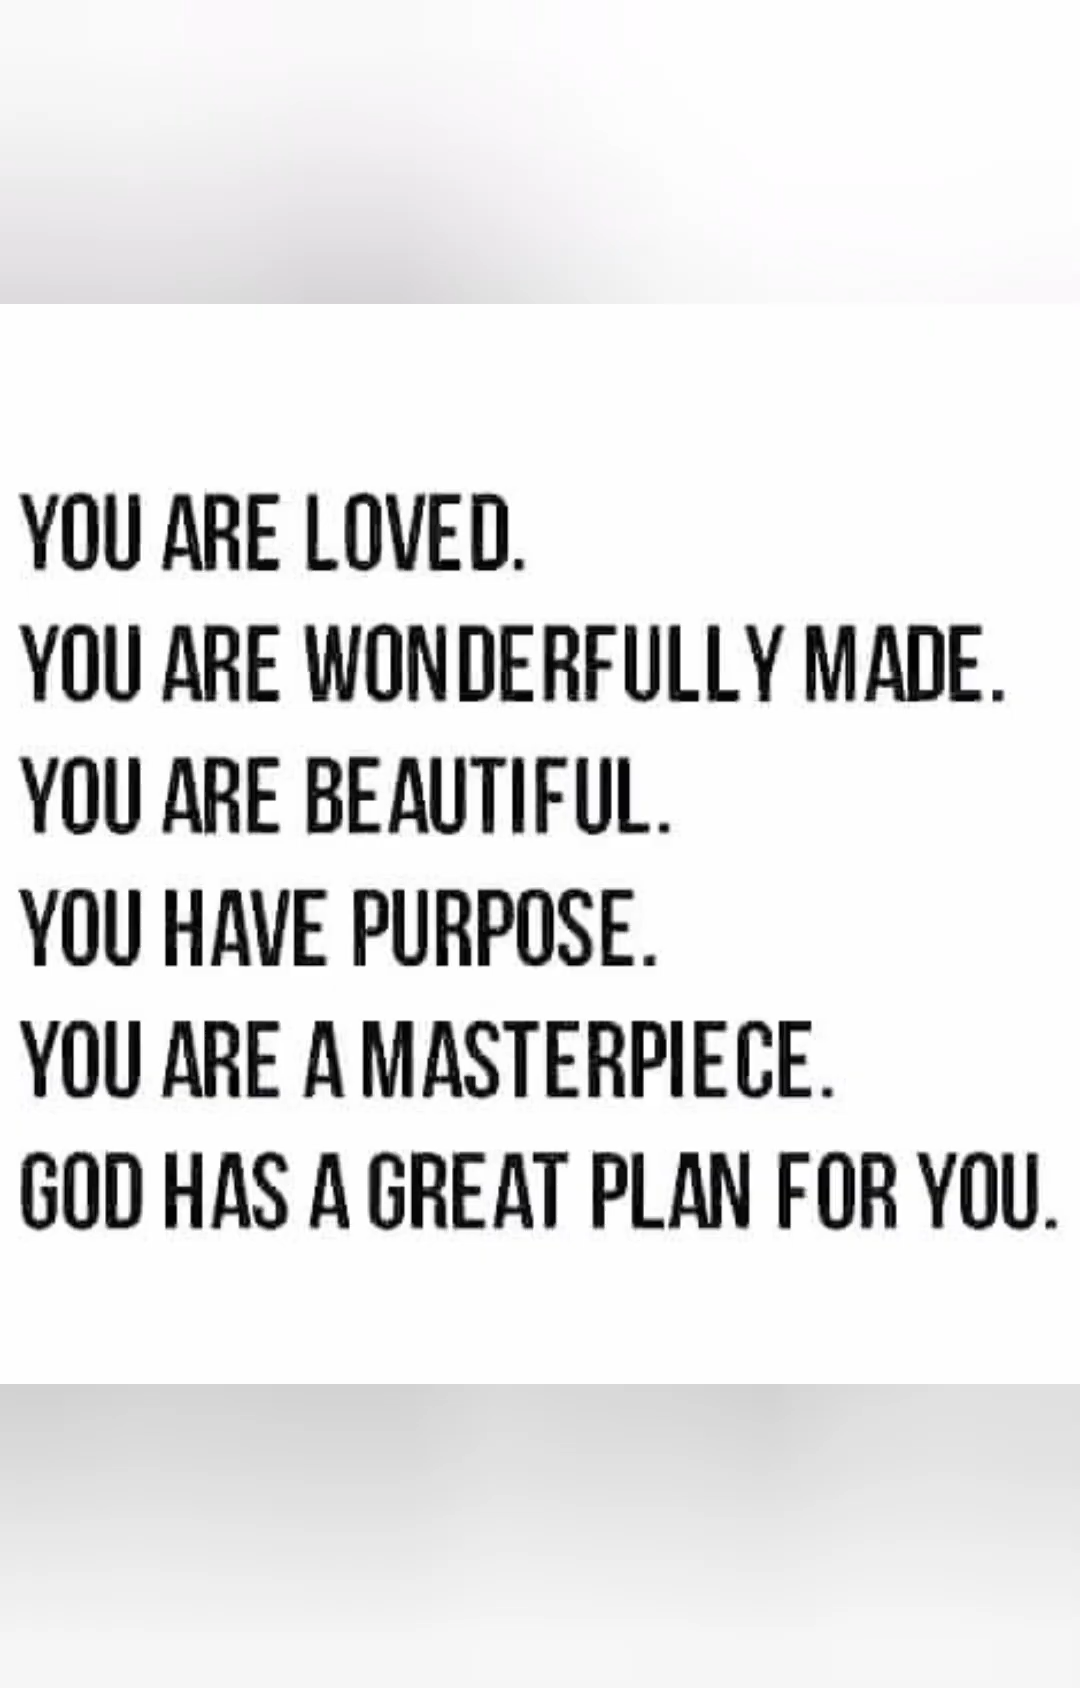 YOU ARE LOVED.
YOU ARE WONDERFULLY MADE.
YOU ARE BEAUTIFUL.
YOU HAVE PURPOSE.
YOU ARE A MASTERPIECE.
GOD HAS A GREAT PLAN FOR YOU.